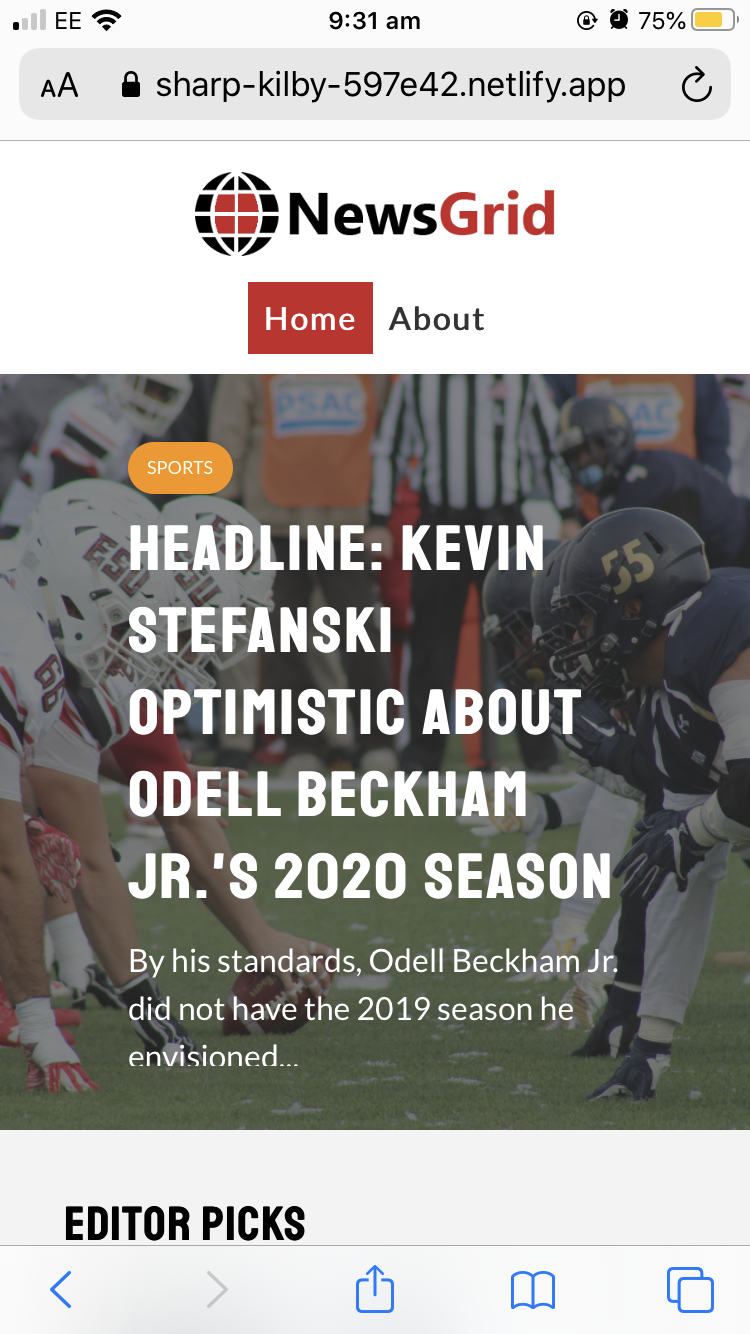 EE 9:31 am 75%
AA sharp-kilby-597e42.netlify.app
NewsGrid
Home About
PSAC
SPORTS
HEADLINE: KEVIN
STEFANSKI
OPTIMISTIC ABOUT
ODELL BECKHAM
JR.'S 2020 SEASON
ESU
55
66
By his standards, Odell Beckham Jr.
did not have the 2019 season he
envisioned...
EDITOR PICKS